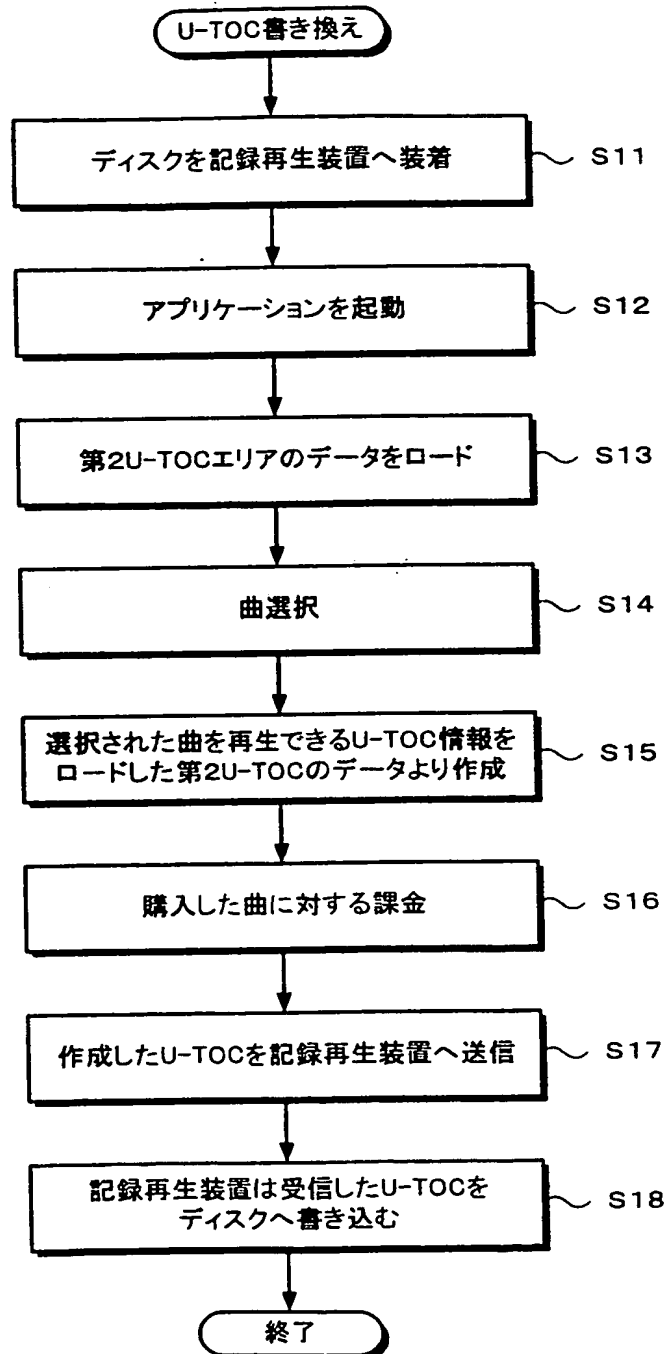 U-TOC書き換え
ディスクを記録再生装置へ装着
S11
アプリケーションを起動
S12
第2U-TOCエリアのデータをロード
S13
曲選択
S14
選択された曲を再生できるU-TOC情報を
ロードした第2U-TOCのデータより作成
S15
購入した曲に対する課金
S16
作成したU-TOCを記録再生装置へ送信
S17
記録再生装置は受信したU-TOCを
ディスクへ書き込む
S18
終了